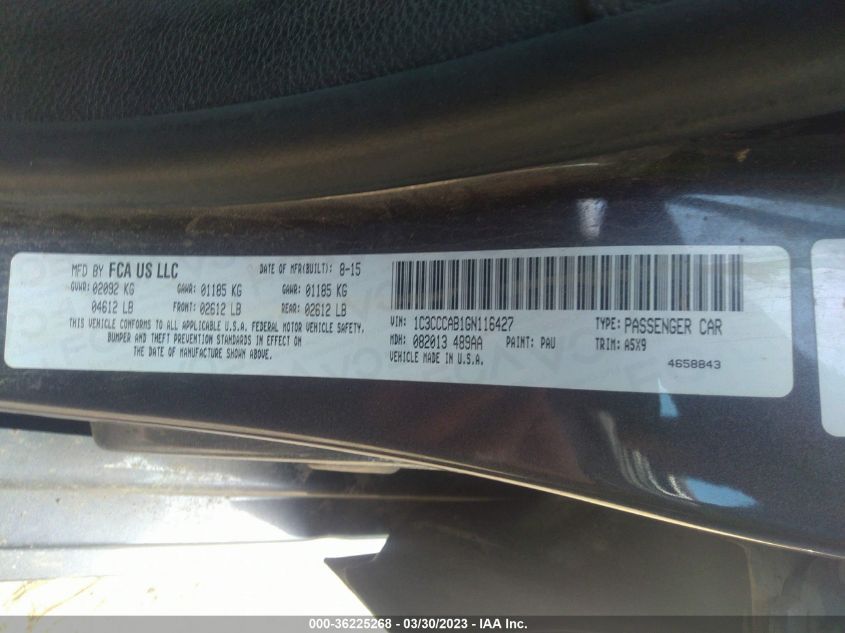 MFD BY FCA US LLC DATE OF MFR(BUILT): 8-15
GVWR: 02092 KG GAWR: 01185 KG GAWR: 01185 KG
04612 LB FRONT: 02612 LB REAR: 02612 LB
THIS VEHICLE CONFORMS TO ALL APPLICABLE U.S.A. FEDERAL MOTOR VEHICLE SAFETY,
BUMPER AND THEFT PREVENTION STANDARDS IN EFFECT ON
THE DATE OF MANUFACTURE SHOWN ABOVE.
VIN: 1C3CCCAB1GN116427 TYPE: PASSENGER CAR
MDH: 082013 489AA PAINT: PAU TRIM: A5X9
VEHICLE MADE IN U.S.A. 4658843
000-36225268 - 03/30/2023 - IAA Inc.